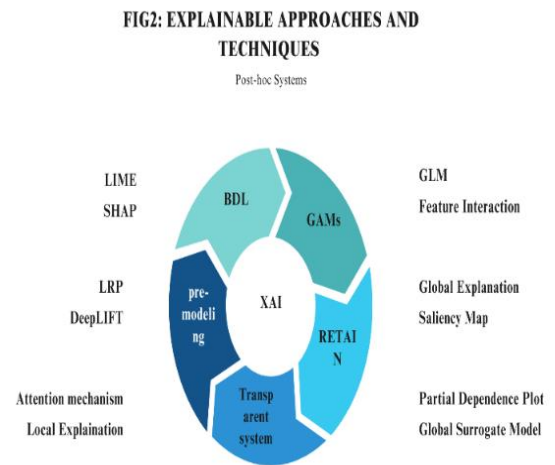 FIG2: EXPLAINABLE APPROACHES AND
TECHNIQUES
Post-hoc Systems
LIME
SHAP
BDL
GAMs
GLM
Feature Interaction
LRP
DeepLIFT
pre-
modeli
ng
XAI
RETAI
N
Global Explanation
Saliency Map
Attention mechanism
Local Explaination
Transp
arent
system
Partial Dependence Plot
Global Surrogate Model